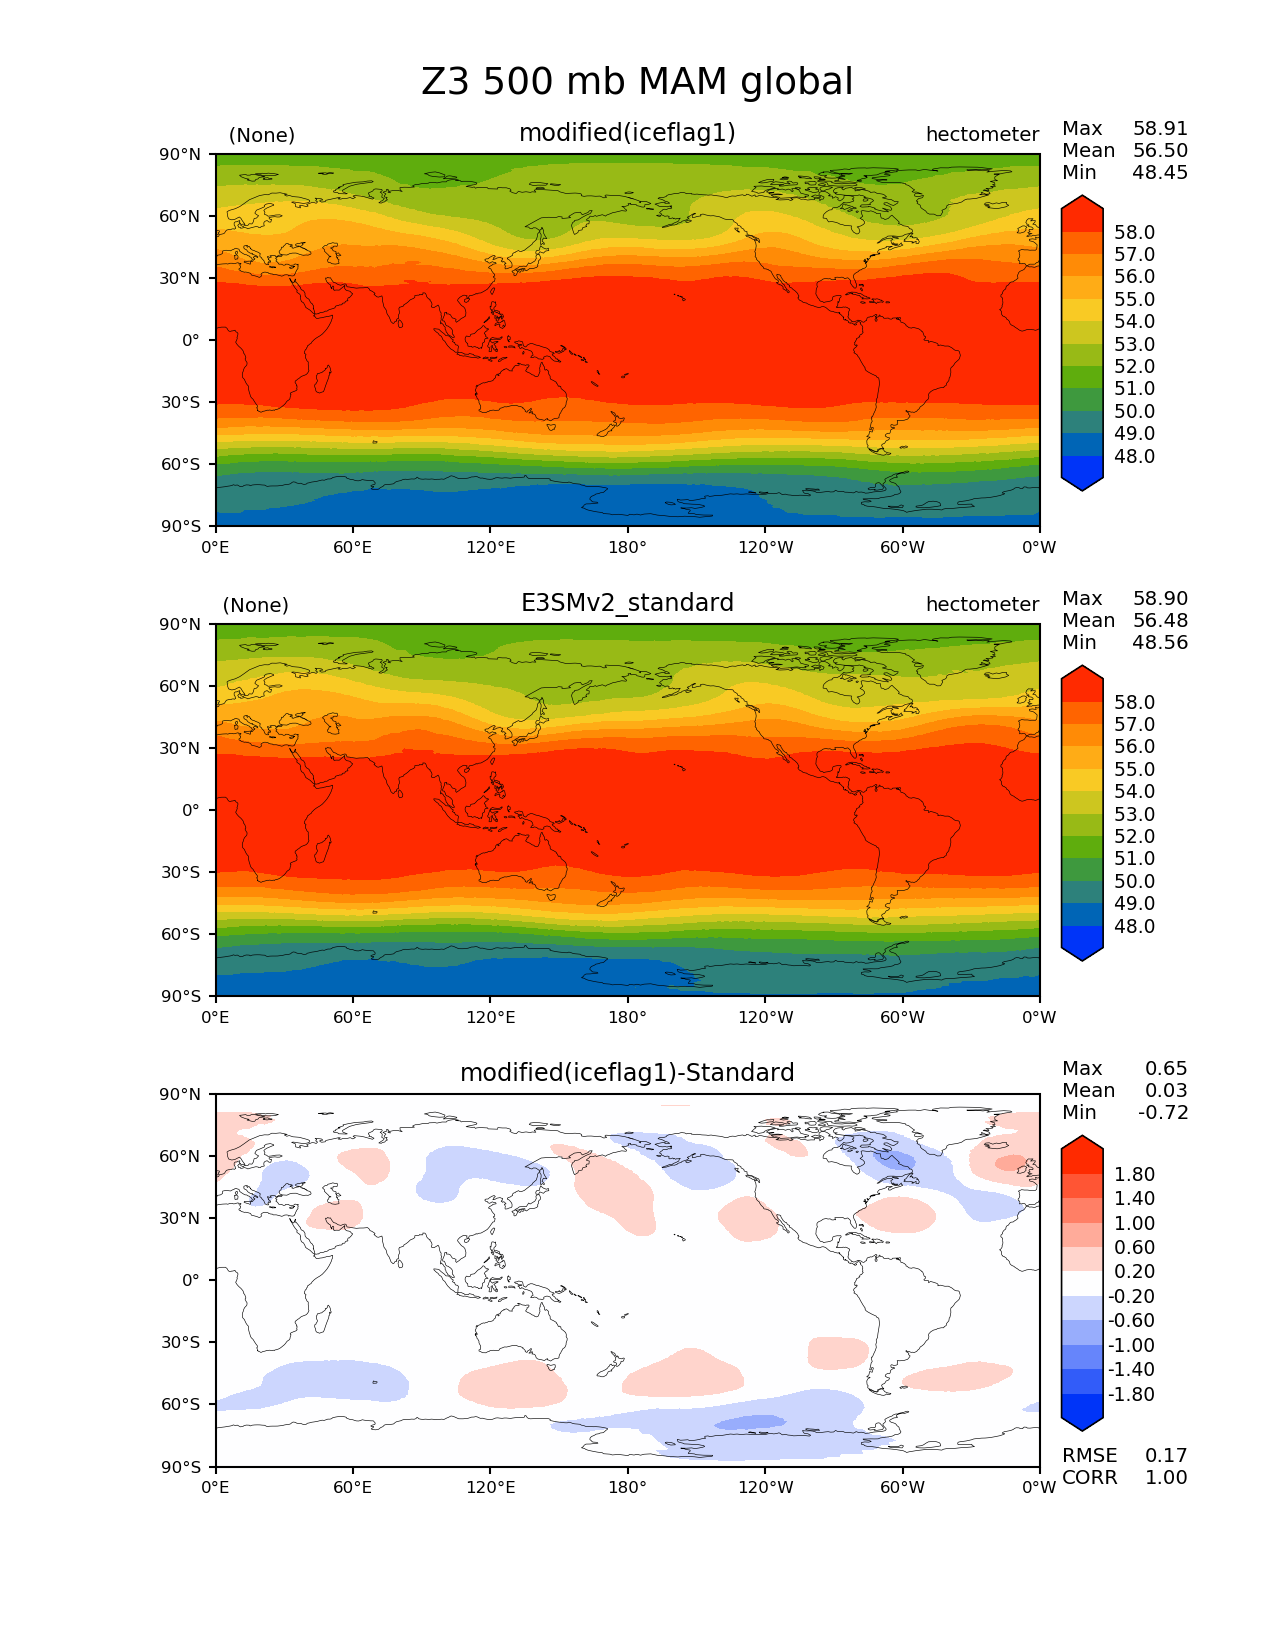 Z3 500 mb MAM global
(None) modified(iceflag1) hectometer
Max 58.91
Mean 56.50
Min 48.45
90°N
60°N
30°N
0°
30°S
60°S
90°S
0°E 60°E 120°E 180° 120°W 60°W 0°W
58.0
57.0
56.0
55.0
54.0
53.0
52.0
51.0
50.0
49.0
48.0
(None) E3SMv2_standard hectometer
Max 58.90
Mean 56.48
Min 48.56
90°N
60°N
30°N
0°
30°S
60°S
90°S
0°E 60°E 120°E 180° 120°W 60°W 0°W
58.0
57.0
56.0
55.0
54.0
53.0
52.0
51.0
50.0
49.0
48.0
modified(iceflag1)-Standard
Max 0.65
Mean 0.03
Min -0.72
90°N
60°N
30°N
0°
30°S
60°S
90°S
0°E 60°E 120°E 180° 120°W 60°W 0°W
1.80
1.40
1.00
0.60
0.20
-0.20
-0.60
-1.00
-1.40
-1.80
RMSE 0.17
CORR 1.00